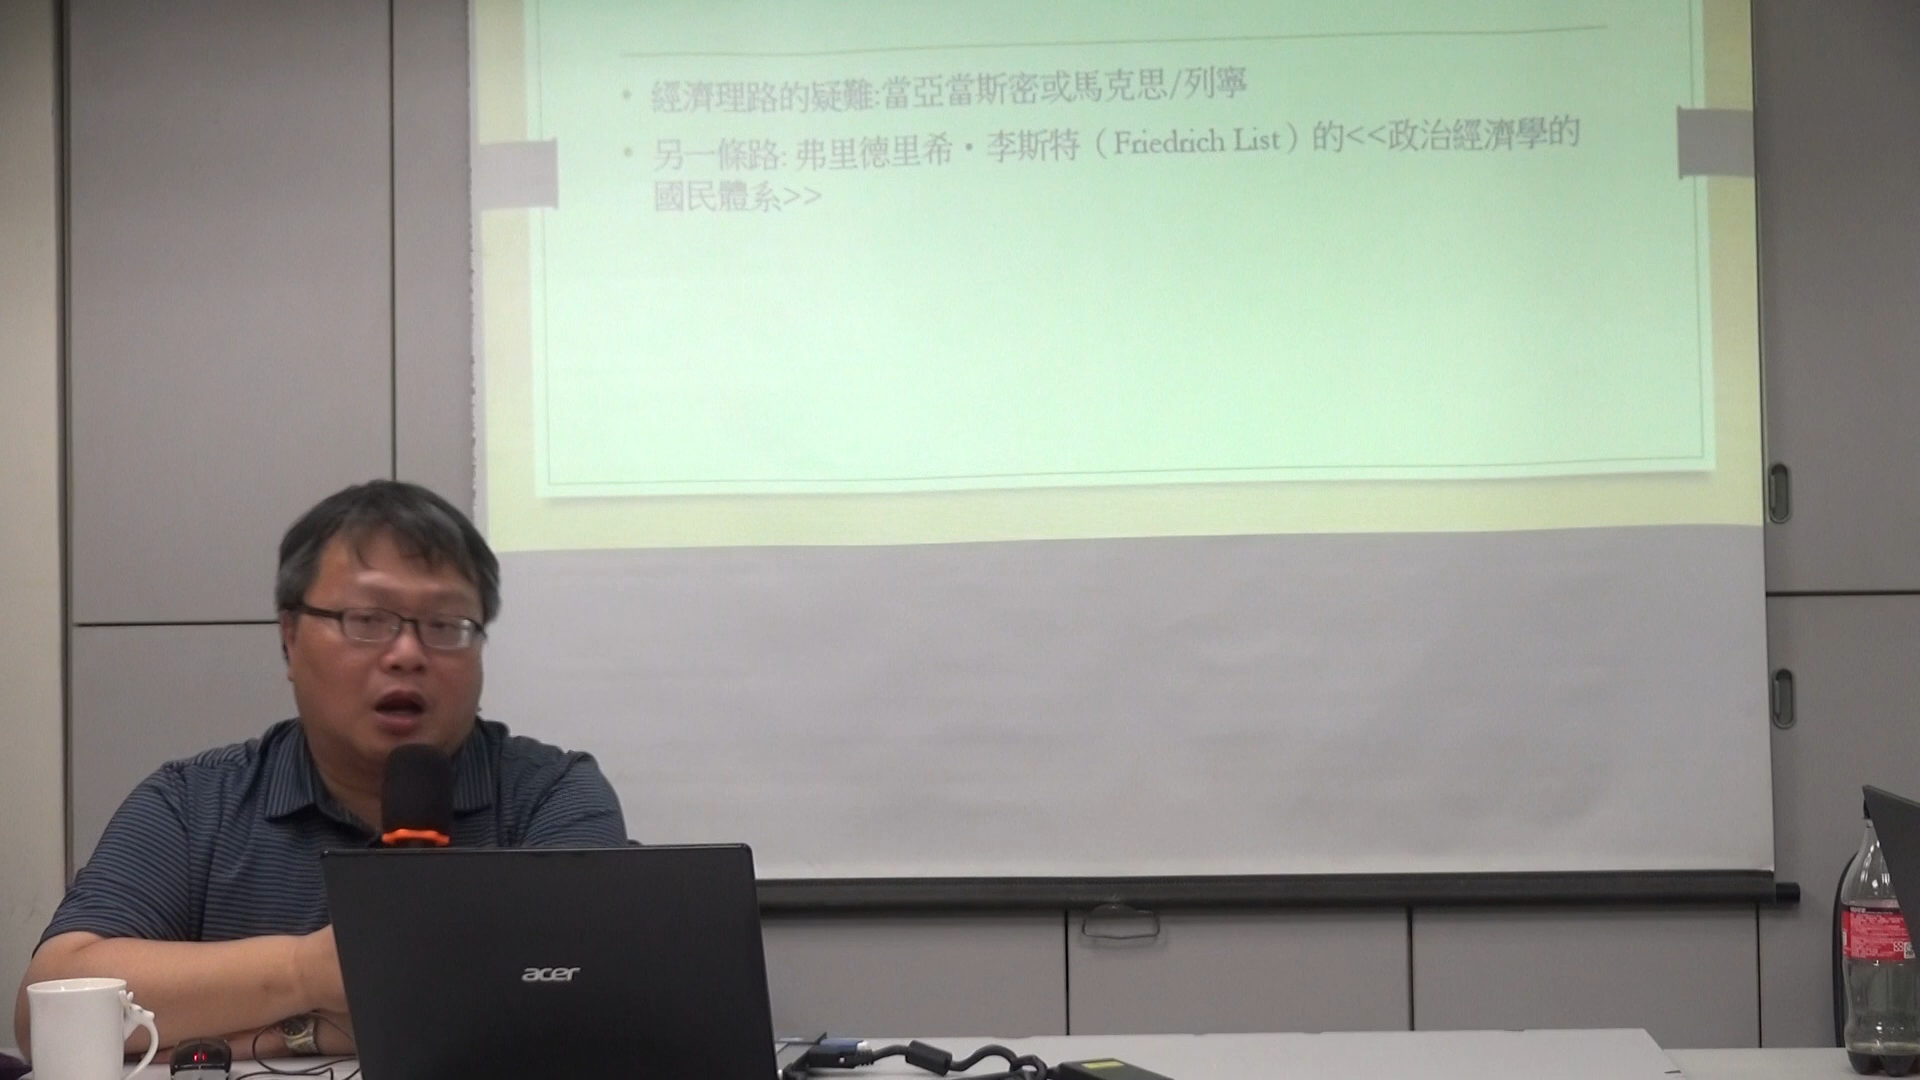 • 經濟理路的疑難:當亞當斯密或馬克思/列寧
• 另一條路: 弗里德里希・李斯特（Friedrich List）的<<政治經濟學的
國民體系>>
acer